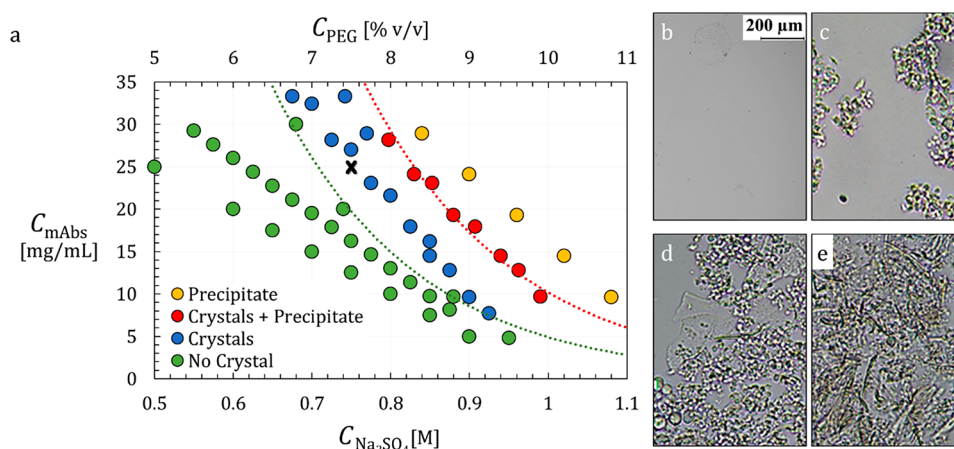 a
C_PEG [% v/v]
5 6 7 8 9 10 11
35
30
25
20
15
10
5
0
C_mAbs
[mg/mL]
Precipitate
Crystals + Precipitate
Crystals
No Crystal
0.5 0.6 0.7 0.8 0.9 1 1.1
C_Na₂SO₄ [M]
b
200 µm
c
d
e